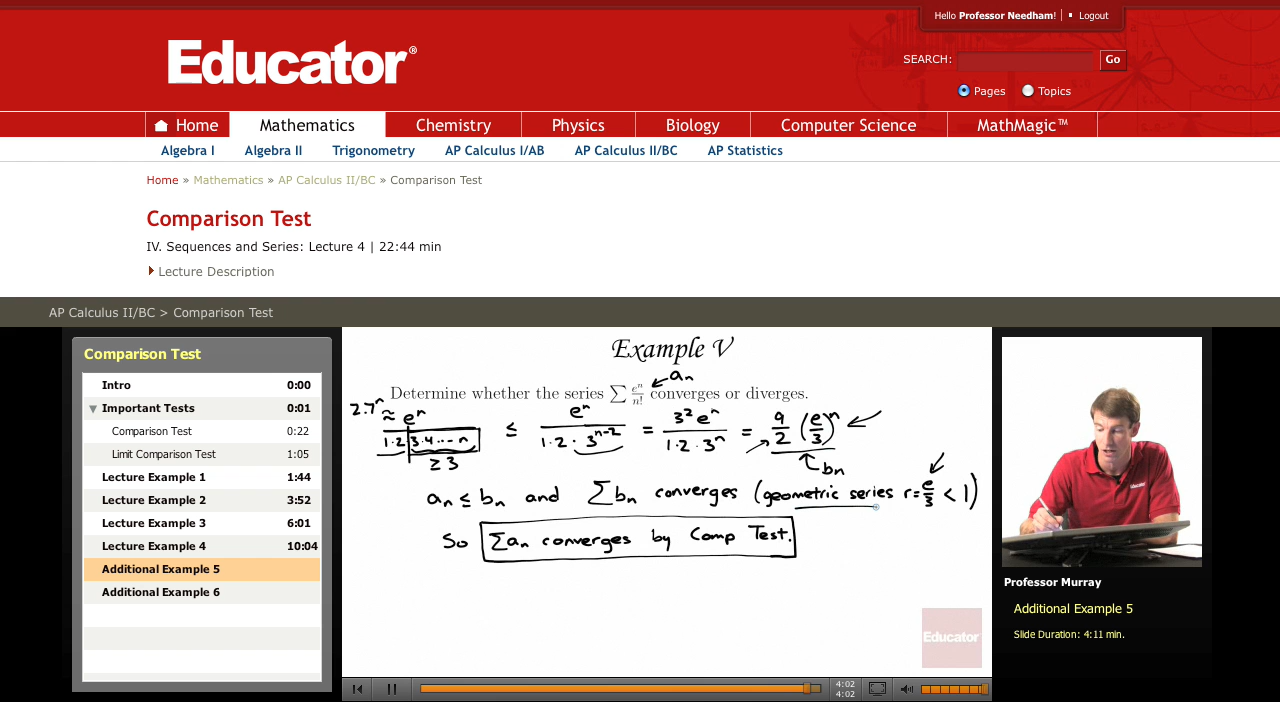 Hello Professor Needham! | Logout
Educator®
SEARCH: Go
Pages Topics
Home Mathematics Chemistry Physics Biology Computer Science MathMagic™
Algebra I Algebra II Trigonometry AP Calculus I/AB AP Calculus II/BC AP Statistics
Home » Mathematics » AP Calculus II/BC » Comparison Test
Comparison Test
IV. Sequences and Series: Lecture 4 | 22:44 min
Lecture Description
AP Calculus II/BC > Comparison Test
Comparison Test
Intro 0:00
Important Tests 0:01
Comparison Test 0:22
Limit Comparison Test 1:05
Lecture Example 1 1:44
Lecture Example 2 3:52
Lecture Example 3 6:01
Lecture Example 4 10:04
Additional Example 5
Additional Example 6
Example V
aₙ
Determine whether the series ∑ eⁿ/n! converges or diverges.
2.7ⁿ ≈ eⁿ/(1·2·3·4···n) ≤ eⁿ/(1·2·3ⁿ⁻²) = 3²eⁿ/(1·2·3ⁿ) = 9/2 (e/3)ⁿ
≥3 bₙ
aₙ ≤ bₙ and ∑bₙ converges (geometric series r = e/3 < 1)
So ∑aₙ converges by Comp Test.
Educator
4:02
4:02
Educator
Professor Murray
Additional Example 5
Slide Duration: 4:11 min.